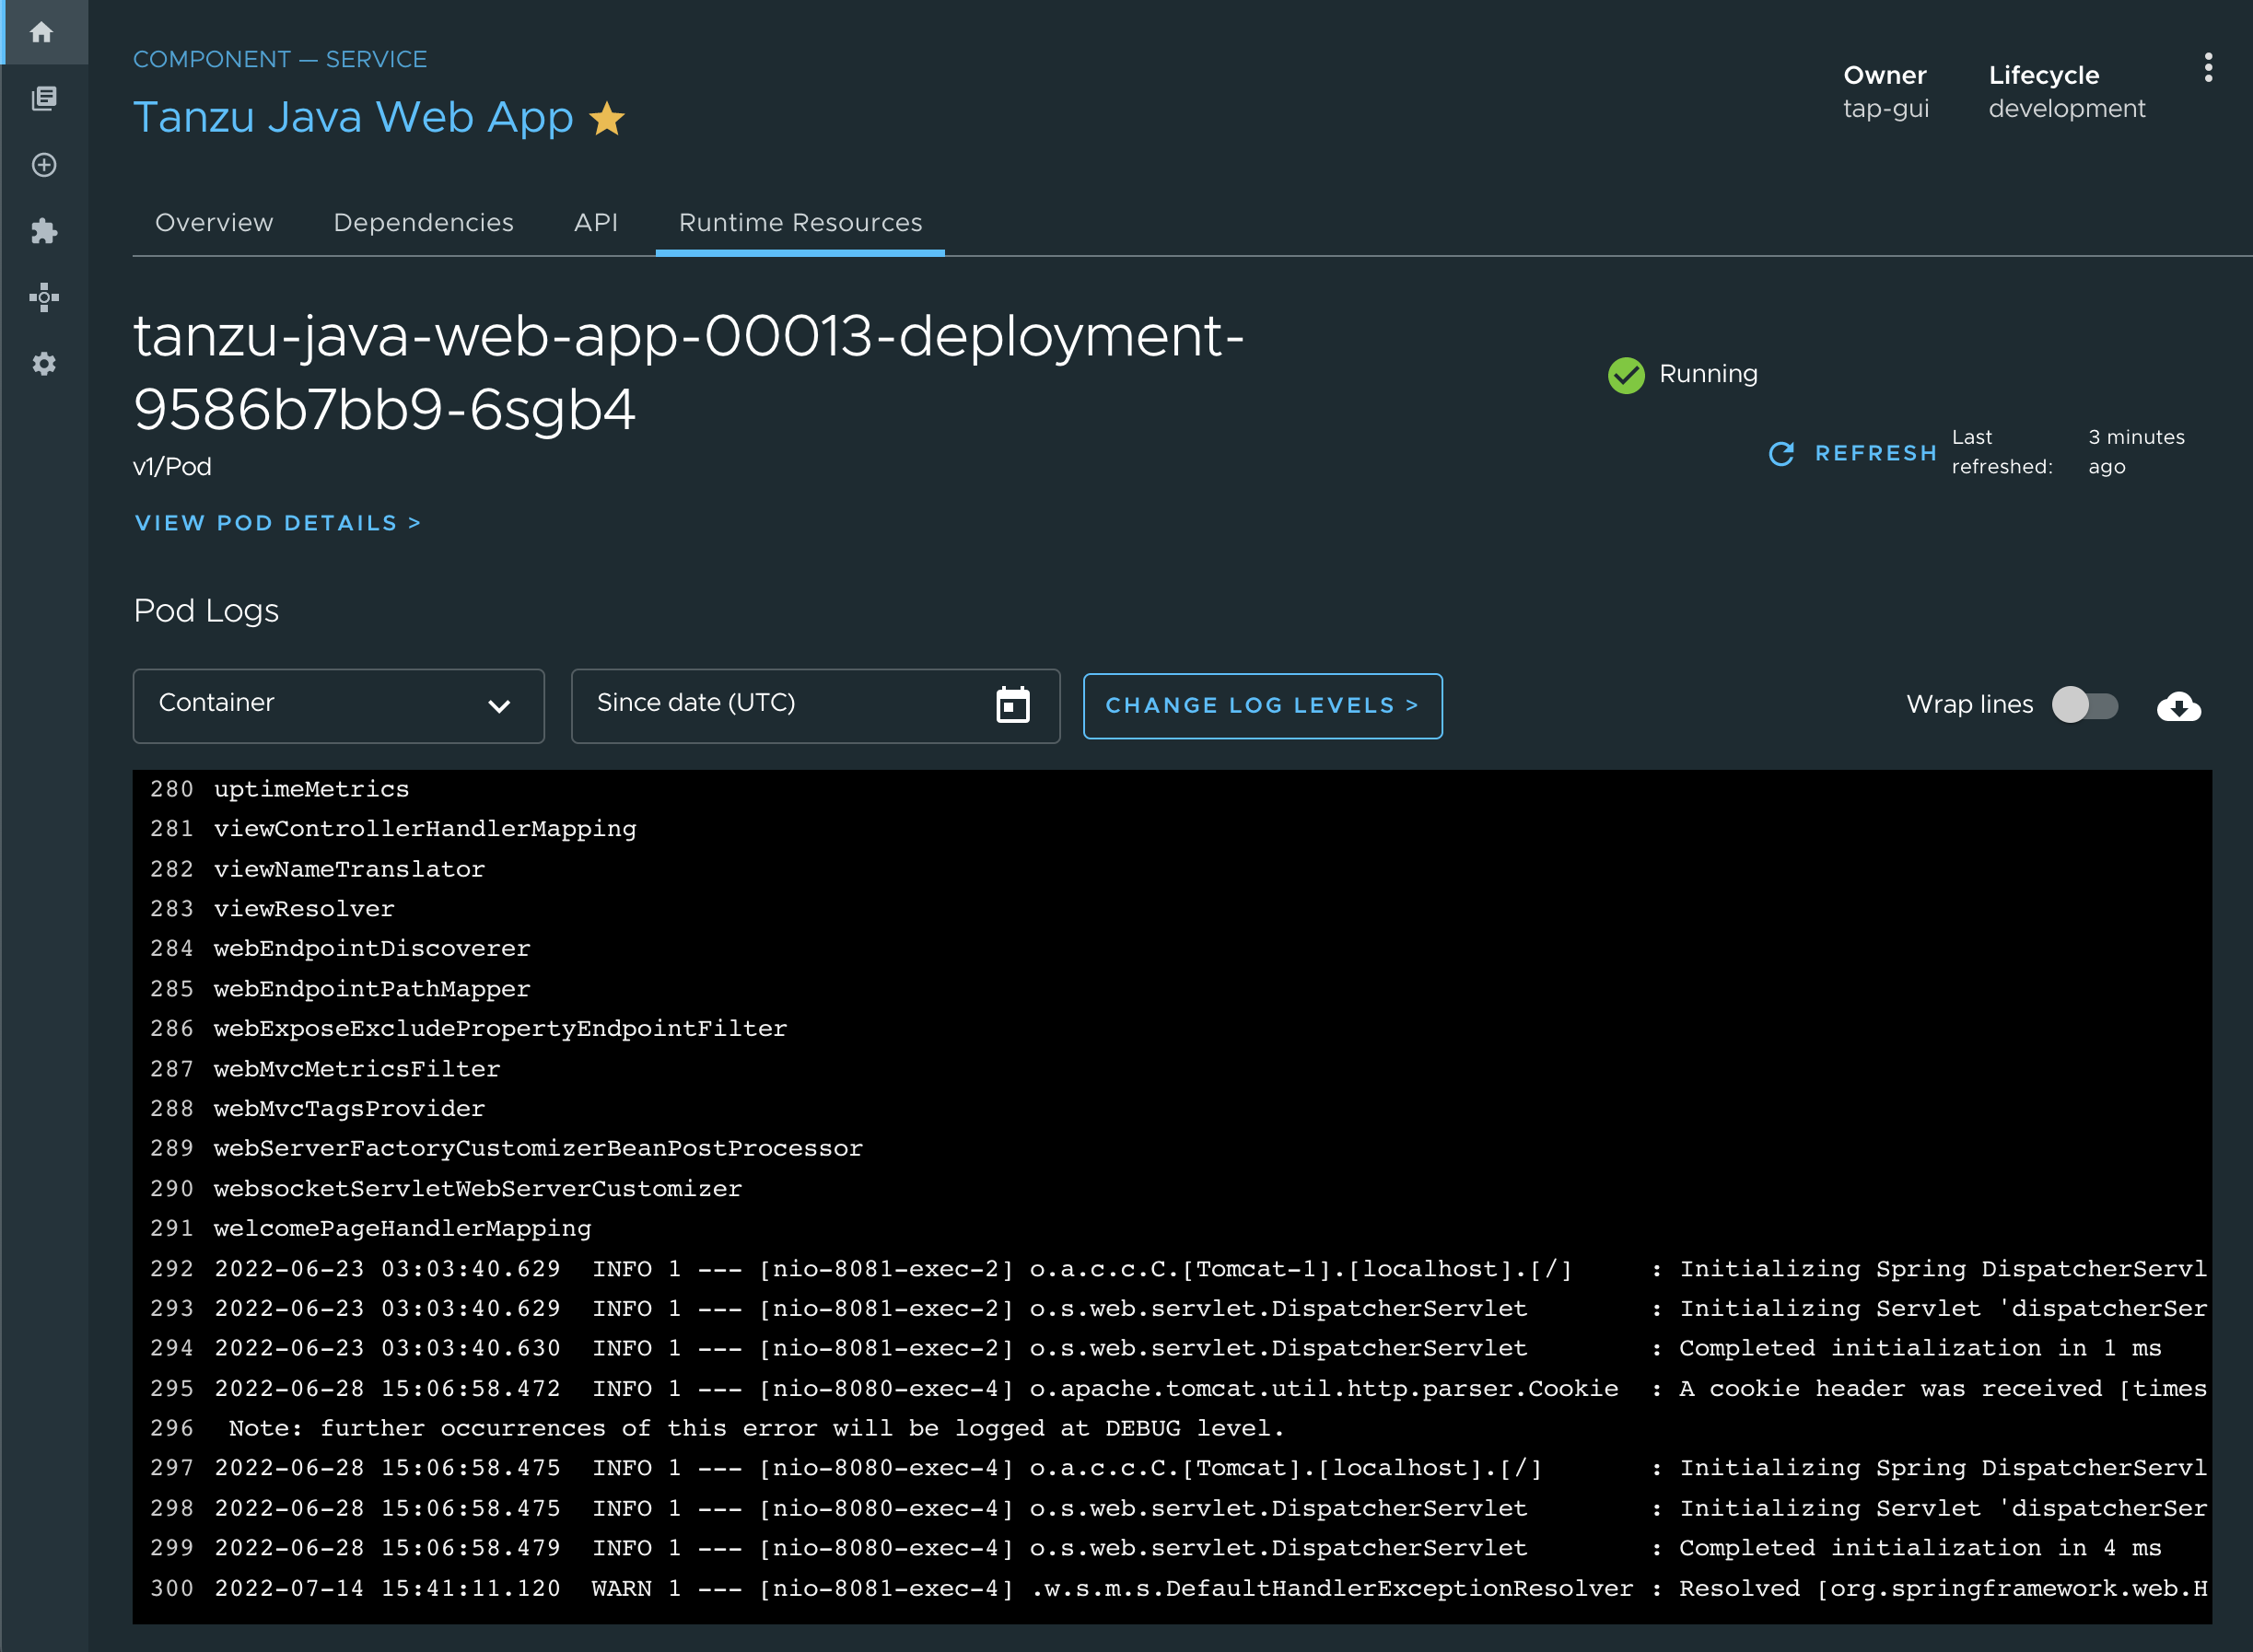 COMPONENT — SERVICE
Tanzu Java Web App
Owner
tap-gui
Lifecycle
development
Overview Dependencies API Runtime Resources
tanzu-java-web-app-00013-deployment-
9586b7bb9-6sgb4
v1/Pod
Running
REFRESH
Last
refreshed:
3 minutes
ago
VIEW POD DETAILS >
Pod Logs
Container
Since date (UTC)
CHANGE LOG LEVELS >
Wrap lines
280 uptimeMetrics
281 viewControllerHandlerMapping
282 viewNameTranslator
283 viewResolver
284 webEndpointDiscoverer
285 webEndpointPathMapper
286 webExposeExcludePropertyEndpointFilter
287 webMvcMetricsFilter
288 webMvcTagsProvider
289 webServerFactoryCustomizerBeanPostProcessor
290 websocketServletWebServerCustomizer
291 welcomePageHandlerMapping
292 2022-06-23 03:03:40.629  INFO 1 --- [nio-8081-exec-2] o.a.c.c.C.[Tomcat-1].[localhost].[/]     : Initializing Spring DispatcherServl
293 2022-06-23 03:03:40.629  INFO 1 --- [nio-8081-exec-2] o.s.web.servlet.DispatcherServlet        : Initializing Servlet 'dispatcherSer
294 2022-06-23 03:03:40.630  INFO 1 --- [nio-8081-exec-2] o.s.web.servlet.DispatcherServlet        : Completed initialization in 1 ms
295 2022-06-28 15:06:58.472  INFO 1 --- [nio-8080-exec-4] o.apache.tomcat.util.http.parser.Cookie  : A cookie header was received [times
296  Note: further occurrences of this error will be logged at DEBUG level.
297 2022-06-28 15:06:58.475  INFO 1 --- [nio-8080-exec-4] o.a.c.c.C.[Tomcat].[localhost].[/]       : Initializing Spring DispatcherServl
298 2022-06-28 15:06:58.475  INFO 1 --- [nio-8080-exec-4] o.s.web.servlet.DispatcherServlet        : Initializing Servlet 'dispatcherSer
299 2022-06-28 15:06:58.479  INFO 1 --- [nio-8080-exec-4] o.s.web.servlet.DispatcherServlet        : Completed initialization in 4 ms
300 2022-07-14 15:41:11.120  WARN 1 --- [nio-8081-exec-4] .w.s.m.s.DefaultHandlerExceptionResolver : Resolved [org.springframework.web.H